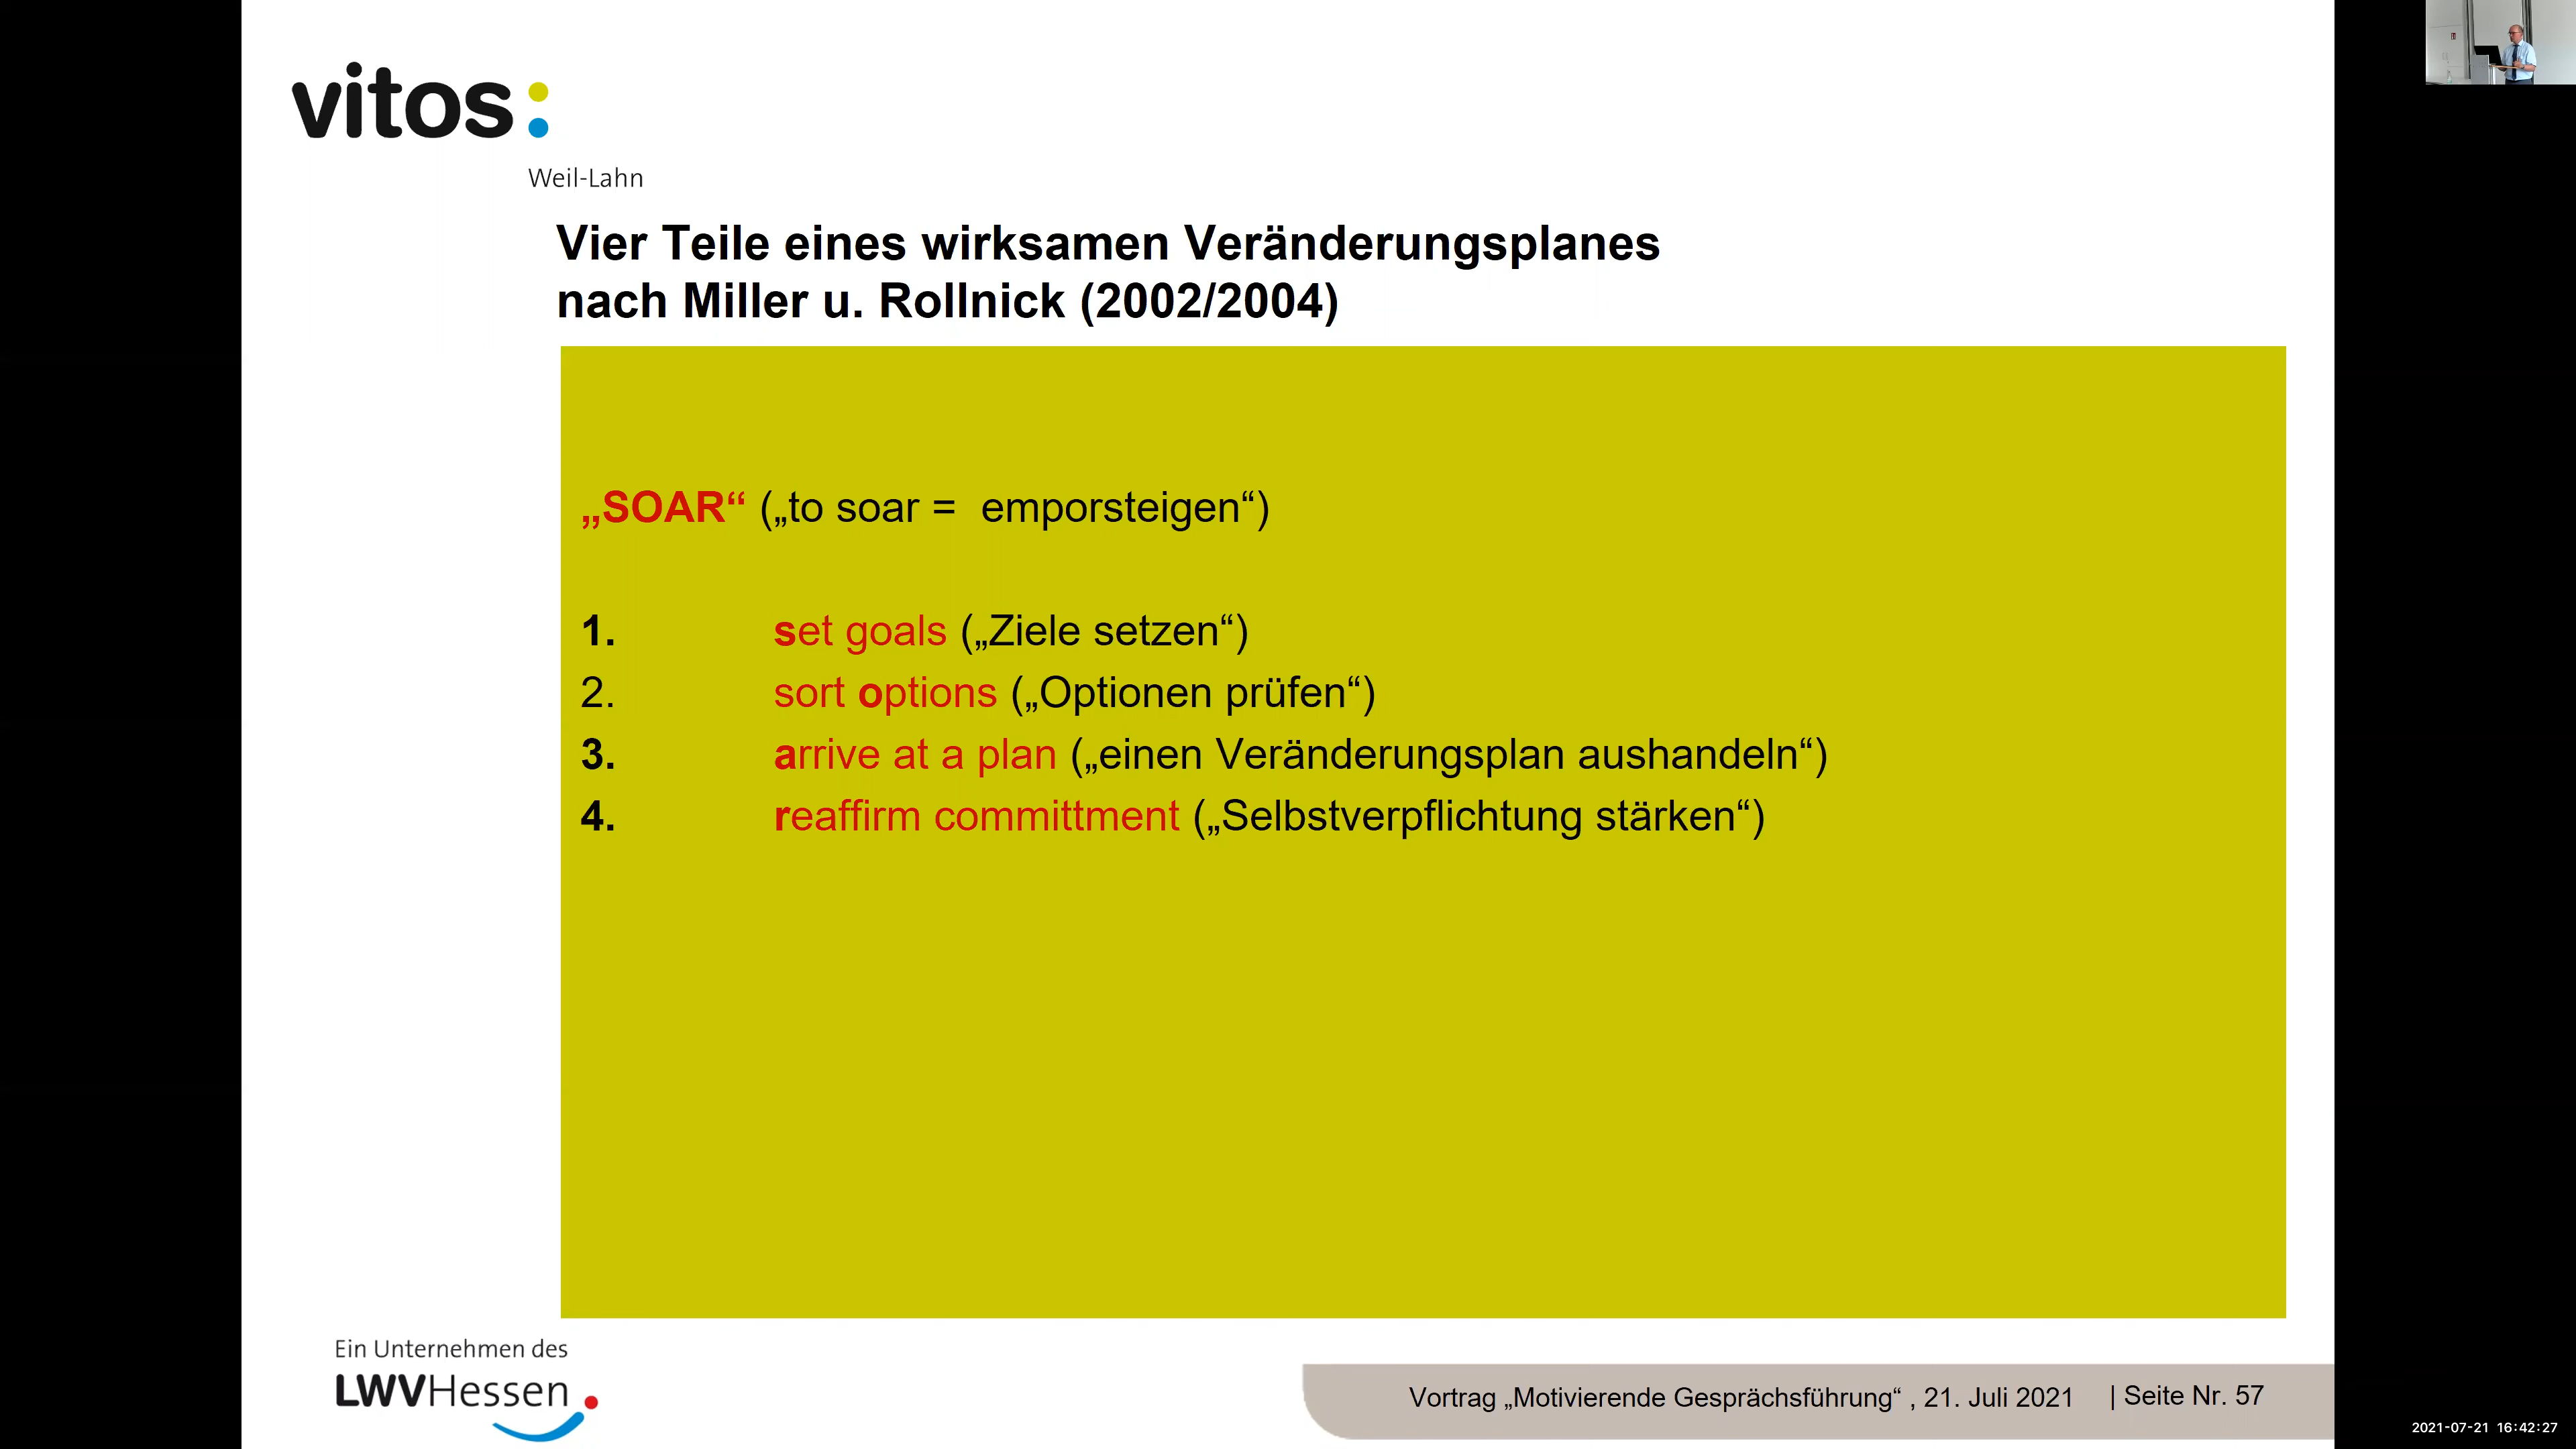 vitos:
Weil-Lahn
Vier Teile eines wirksamen Veränderungsplanes
nach Miller u. Rollnick (2002/2004)
„SOAR“ („to soar =  emporsteigen“)
1. set goals („Ziele setzen“)
2. sort options („Optionen prüfen“)
3. arrive at a plan („einen Veränderungsplan aushandeln“)
4. reaffirm committment („Selbstverpflichtung stärken“)
Ein Unternehmen des
LWVHessen
Vortrag „Motivierende Gesprächsführung“ , 21. Juli 2021 | Seite Nr. 57
2021-07-21 16:42:27